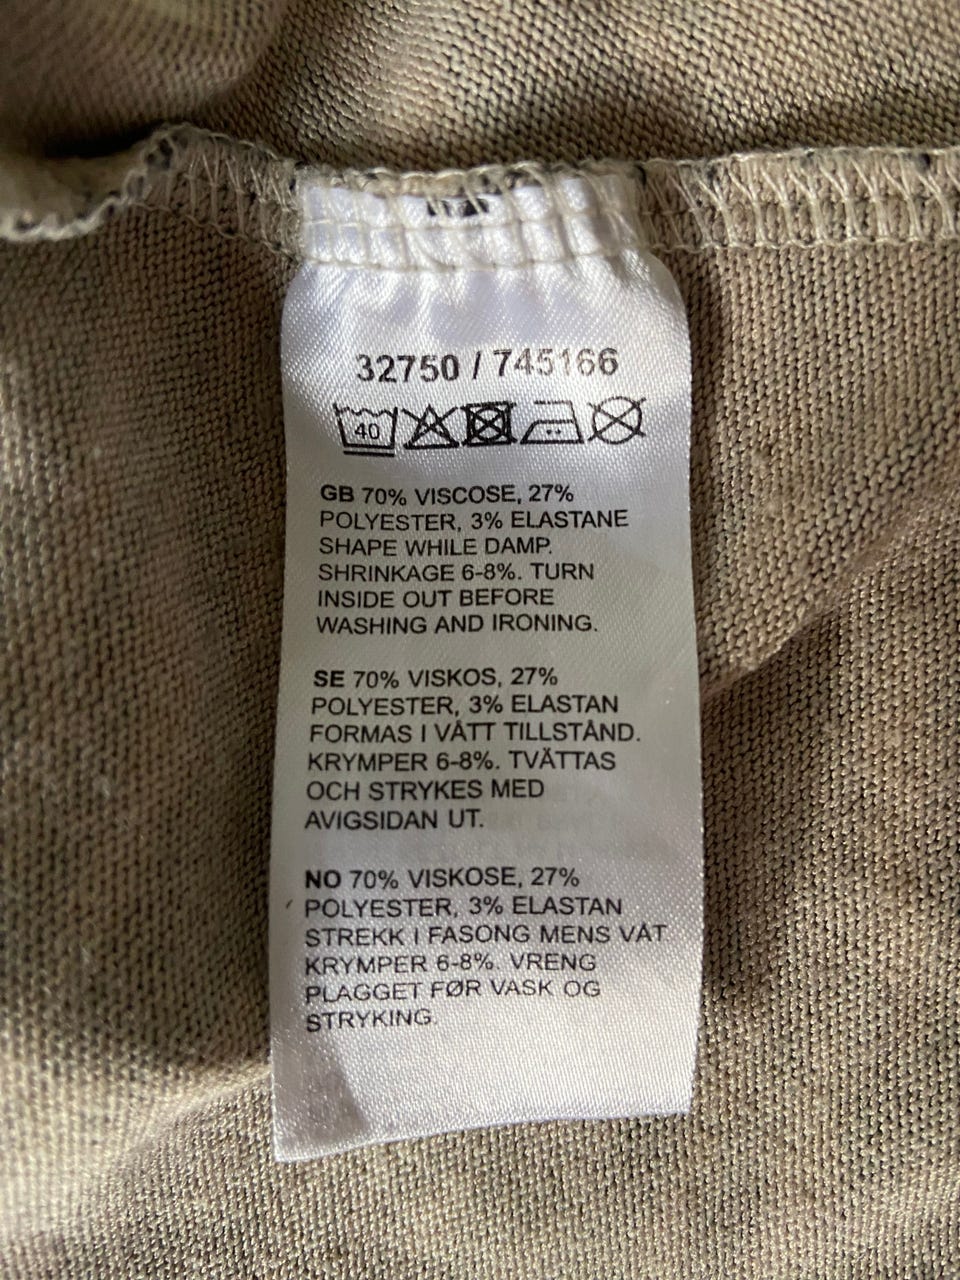 32750 / 745166
40
GB 70% VISCOSE, 27%
POLYESTER, 3% ELASTANE
SHAPE WHILE DAMP.
SHRINKAGE 6-8%. TURN
INSIDE OUT BEFORE
WASHING AND IRONING.
SE 70% VISKOS, 27%
POLYESTER, 3% ELASTAN
FORMAS I VÅTT TILLSTÅND.
KRYMPER 6-8%. TVÄTTAS
OCH STRYKES MED
AVIGSIDAN UT.
NO 70% VISKOSE, 27%
POLYESTER, 3% ELASTAN
STREKK I FASONG MENS VÅT
KRYMPER 6-8%. VRENG
PLAGGET FØR VASK OG
STRYKING.